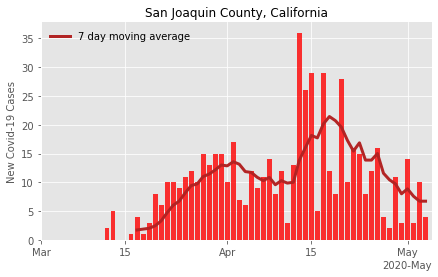 San Joaquin County, California
7 day moving average
New Covid-19 Cases
35
30
25
20
15
10
5
0
Mar
15
Apr
15
May
2020-May